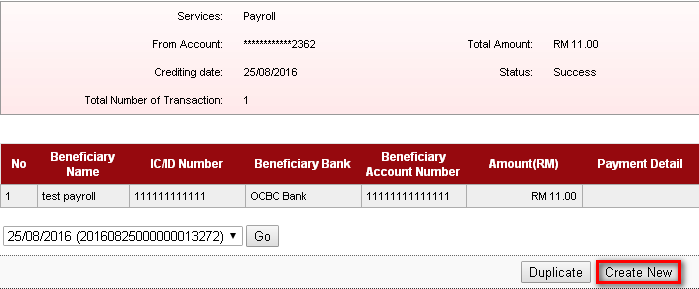 Services: Payroll
From Account: ************2362 Total Amount: RM 11.00
Crediting date: 25/08/2016 Status: Success
Total Number of Transaction: 1
No Beneficiary Name IC/ID Number Beneficiary Bank Beneficiary Account Number Amount(RM) Payment Detail
1 test payroll 111111111111 OCBC Bank 11111111111111 RM 11.00
25/08/2016 (20160825000000013272) Go
Duplicate Create New